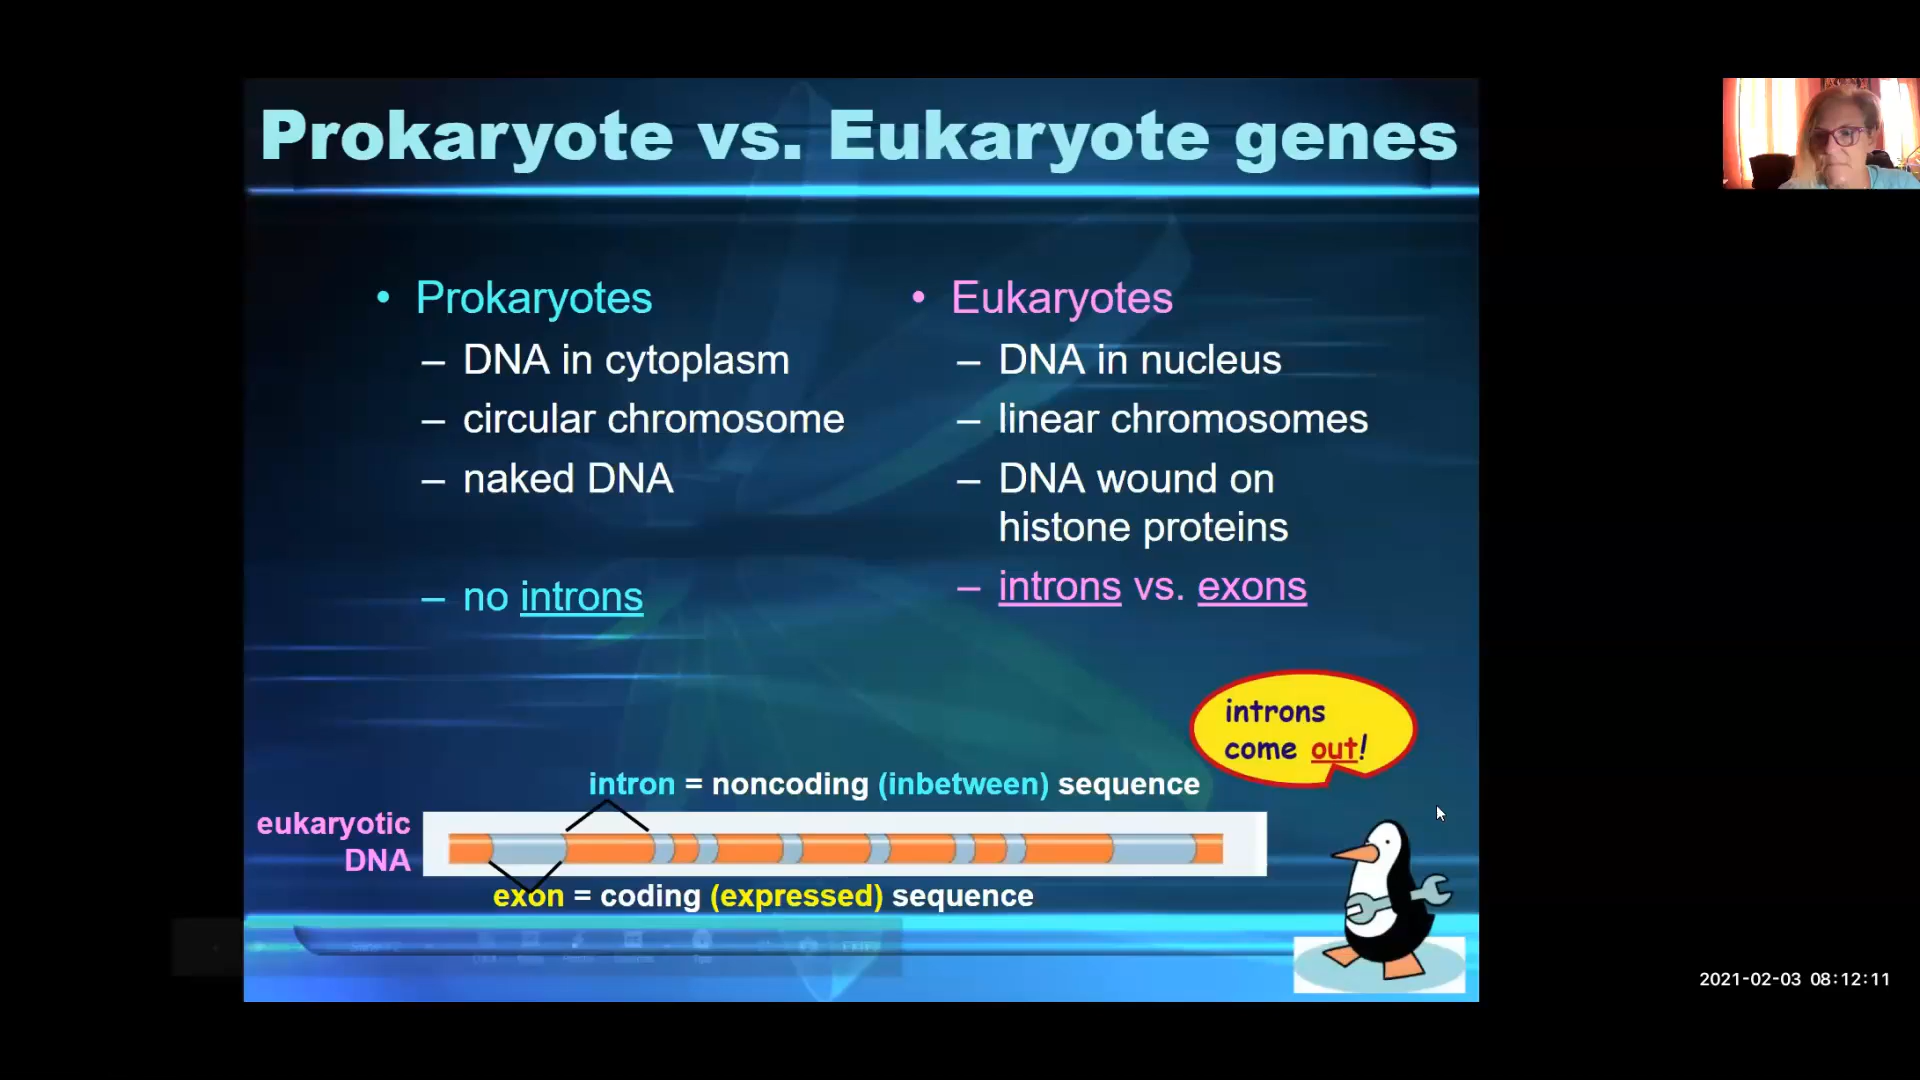 Prokaryote vs. Eukaryote genes
• Prokaryotes
– DNA in cytoplasm
– circular chromosome
– naked DNA
– no introns
• Eukaryotes
– DNA in nucleus
– linear chromosomes
– DNA wound on
histone proteins
– introns vs. exons
introns
come out!
intron = noncoding (inbetween) sequence
eukaryotic
DNA
exon = coding (expressed) sequence
2021-02-03 08:12:11